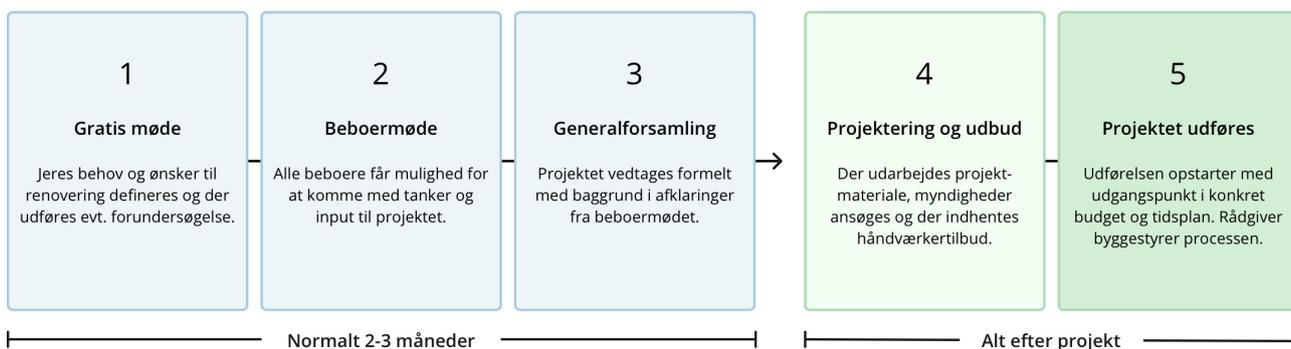 1
Gratis møde
Jeres behov og ønsker til
renovering defineres og der
udføres evt. forundersøgelse.
2
Beboermøde
Alle beboere får mulighed for
at komme med tanker og
input til projektet.
3
Generalforsamling
Projektet vedtages formelt
med baggrund i afklaringer
fra beboermødet.
4
Projektering og udbud
Der udarbejdes projekt-
materiale, myndigheder
ansøges og der indhentes
håndværkertilbud.
5
Projektet udføres
Udførelsen opstarter med
udgangspunkt i konkret
budget og tidsplan. Rådgiver
byggestyrer processen.
Normalt 2-3 måneder
Alt efter projekt